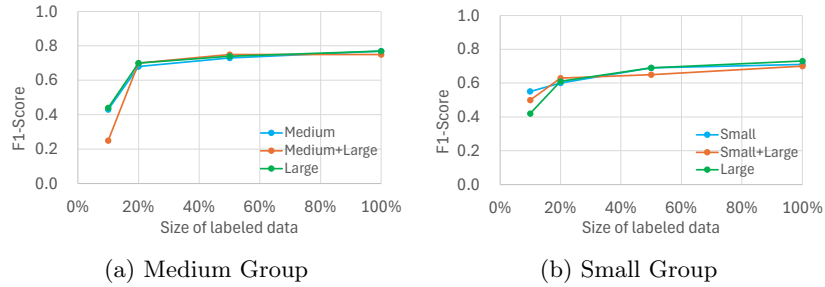 1.0
0.8
0.6
0.4
0.2
0.0
F1-Score
Medium
Medium+Large
Large
0% 20% 40% 60% 80% 100%
Size of labeled data
(a) Medium Group
1.0
0.8
0.6
0.4
0.2
0.0
F1-Score
Small
Small+Large
Large
0% 20% 40% 60% 80% 100%
Size of labeled data
(b) Small Group